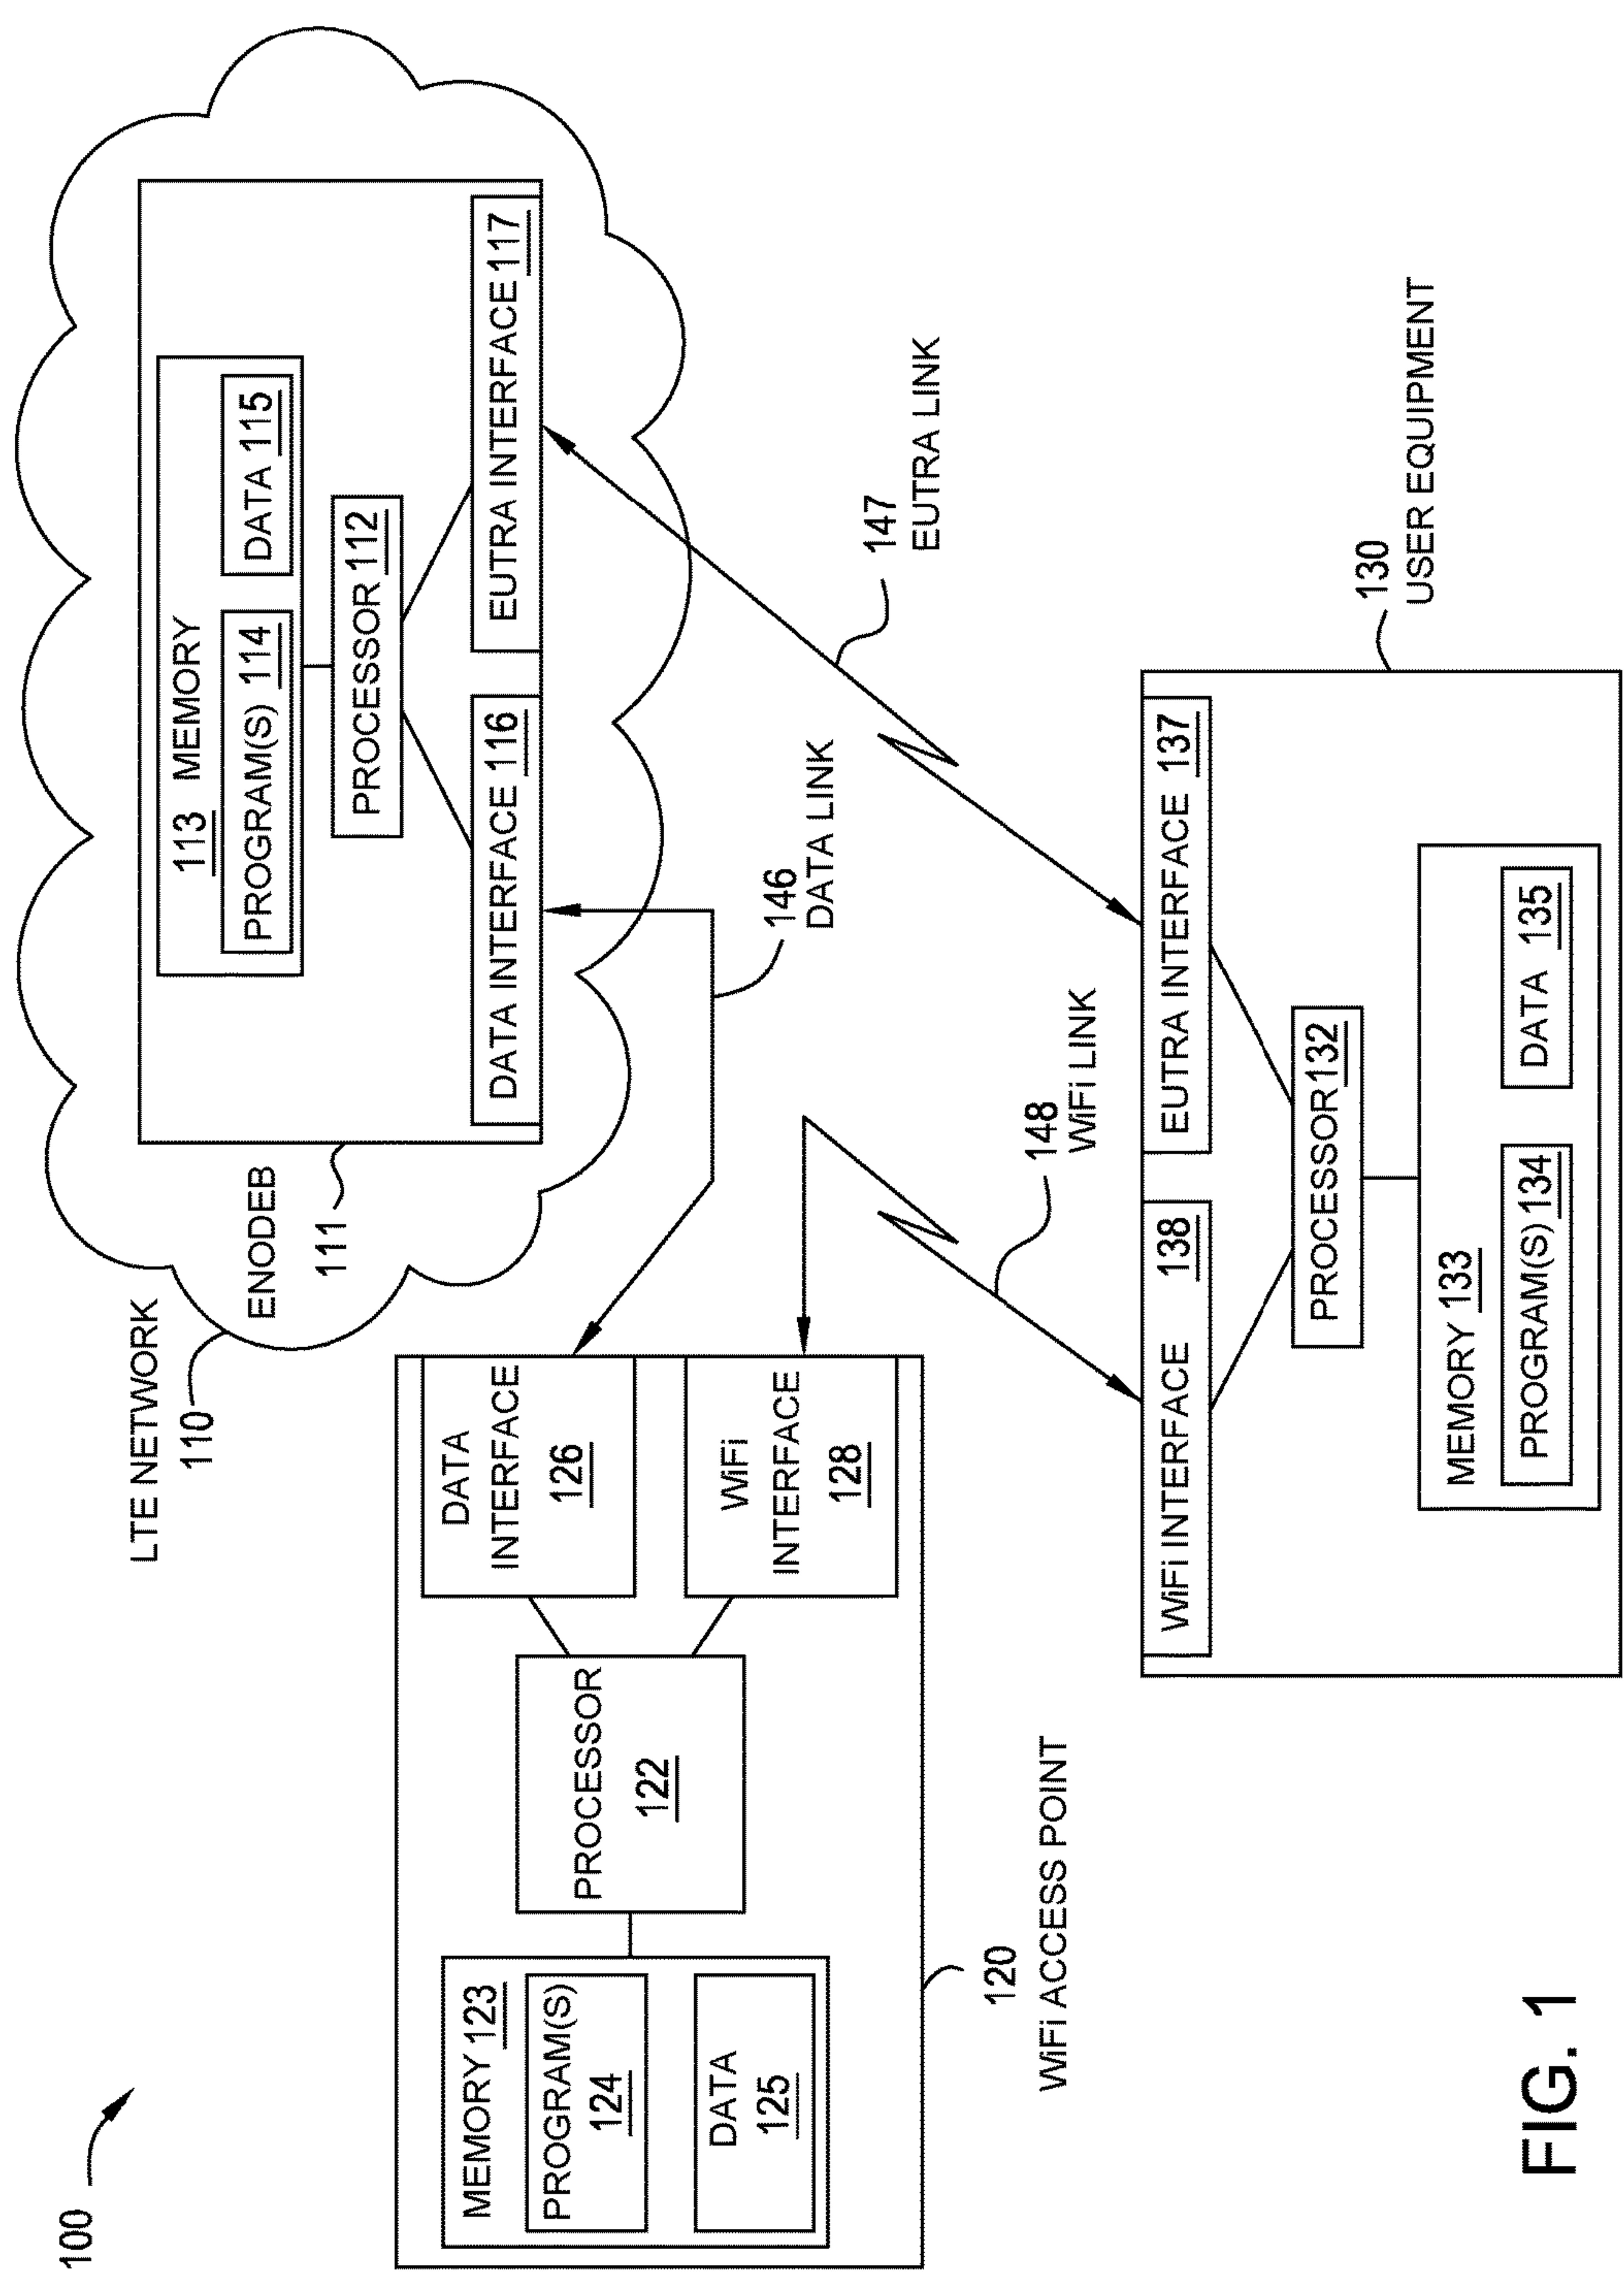 100
LTE NETWORK
110
ENODEB
111
113 MEMORY
PROGRAM(S) 114
DATA 115
PROCESSOR 112
DATA INTERFACE 116
EUTRA INTERFACE 117
MEMORY 123
PROGRAM(S)
124
DATA
125
PROCESSOR
122
DATA
INTERFACE
126
WiFi
INTERFACE
128
120
WiFi ACCESS POINT
146
DATA LINK
147
EUTRA LINK
148
WiFi LINK
WiFi INTERFACE 138
EUTRA INTERFACE 137
PROCESSOR 132
MEMORY 133
PROGRAM(S) 134
DATA 135
130
USER EQUIPMENT
FIG. 1